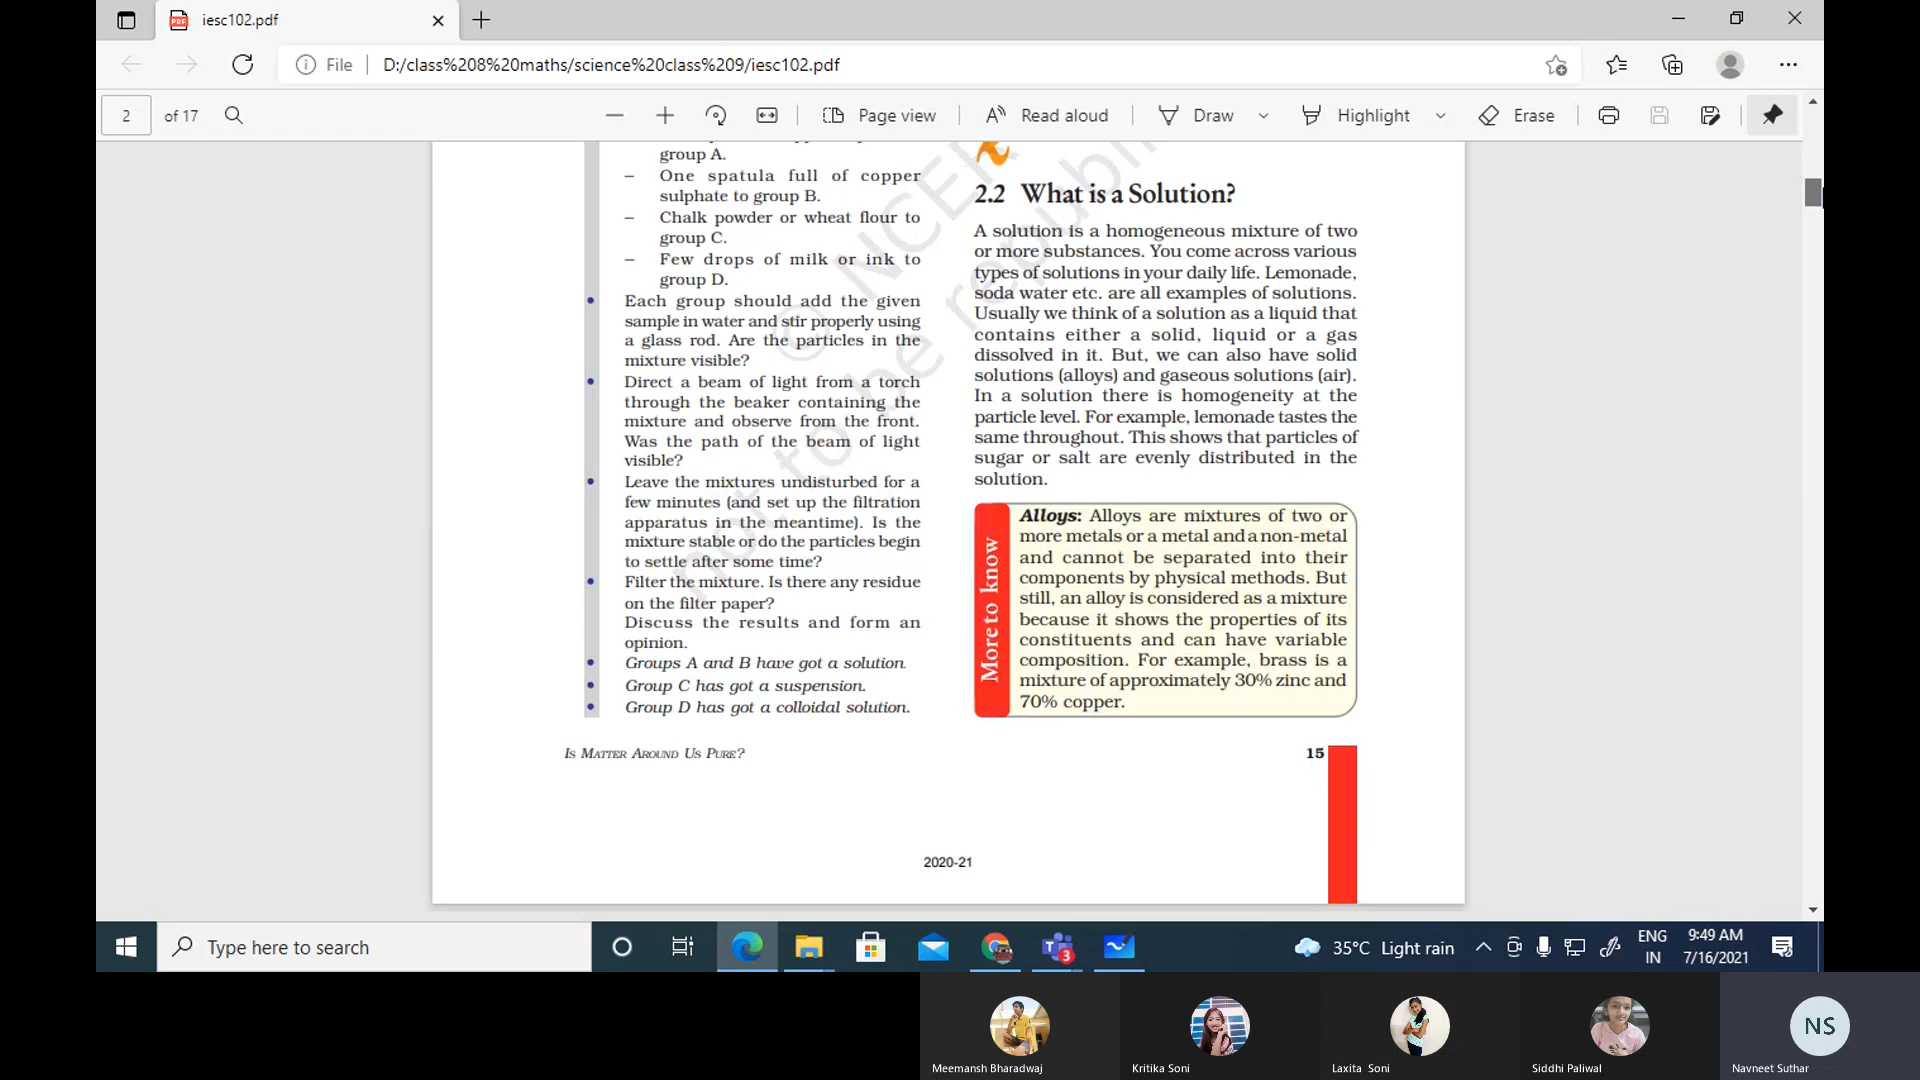 iesc102.pdf
File
D:/class%208%20maths/science%20class%209/iesc102.pdf
2
of 17
Page view
Read aloud
Draw
Highlight
Erase
group A.
– One spatula full of copper
sulphate to group B.
– Chalk powder or wheat flour to
group C.
– Few drops of milk or ink to
group D.
• Each group should add the given
sample in water and stir properly using
a glass rod. Are the particles in the
mixture visible?
• Direct a beam of light from a torch
through the beaker containing the
mixture and observe from the front.
Was the path of the beam of light
visible?
• Leave the mixtures undisturbed for a
few minutes (and set up the filtration
apparatus in the meantime). Is the
mixture stable or do the particles begin
to settle after some time?
• Filter the mixture. Is there any residue
on the filter paper?
Discuss the results and form an
opinion.
• Groups A and B have got a solution.
• Group C has got a suspension.
• Group D has got a colloidal solution.
2.2 What is a Solution?
A solution is a homogeneous mixture of two
or more substances. You come across various
types of solutions in your daily life. Lemonade,
soda water etc. are all examples of solutions.
Usually we think of a solution as a liquid that
contains either a solid, liquid or a gas
dissolved in it. But, we can also have solid
solutions (alloys) and gaseous solutions (air).
In a solution there is homogeneity at the
particle level. For example, lemonade tastes the
same throughout. This shows that particles of
sugar or salt are evenly distributed in the
solution.
More to know
Alloys: Alloys are mixtures of two or
more metals or a metal and a non-metal
and cannot be separated into their
components by physical methods. But
still, an alloy is considered as a mixture
because it shows the properties of its
constituents and can have variable
composition. For example, brass is a
mixture of approximately 30% zinc and
70% copper.
IS MATTER AROUND US PURE?
15
2020-21
© NCER
not to be republi
Type here to search
3
35°C Light rain
ENG
IN
9:49 AM
7/16/2021
NS
Meemansh Bharadwaj
Kritika Soni
Laxita Soni
Siddhi Paliwal
Navneet Suthar